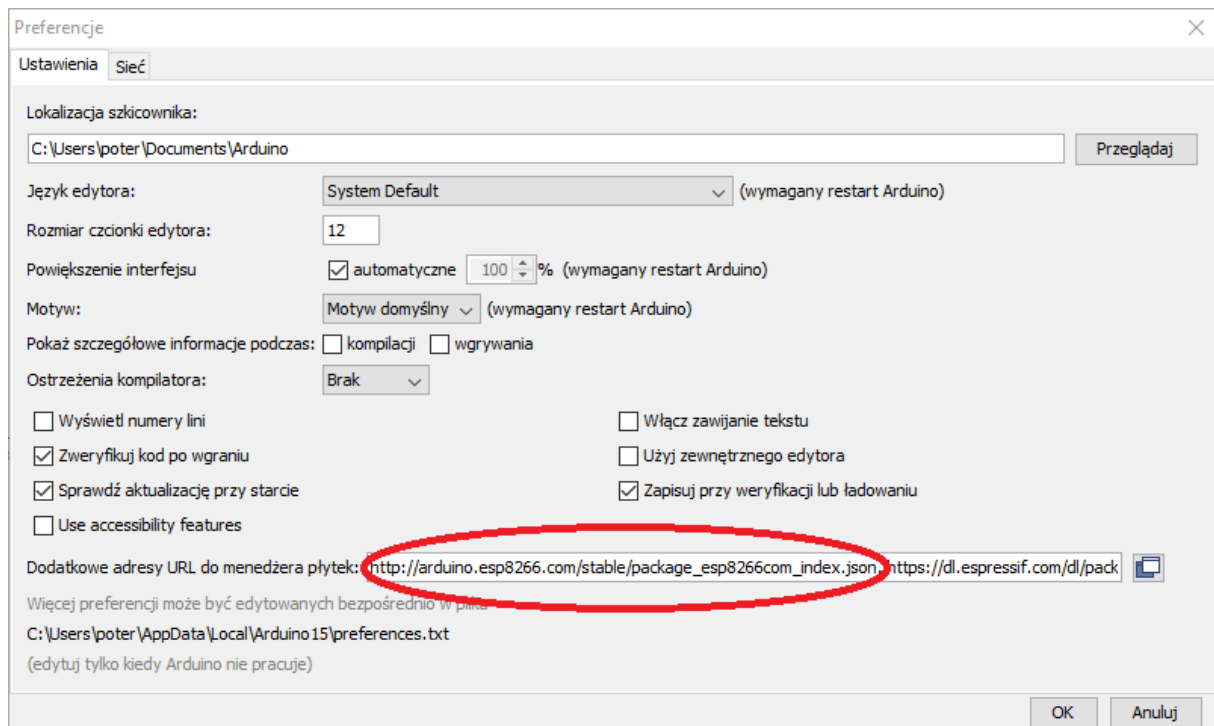 Preferencje
Ustawienia Sieć
Lokalizacja szkicownika:
C:\Users\poter\Documents\Arduino Przeglądaj
Język edytora: System Default (wymagany restart Arduino)
Rozmiar czcionki edytora: 12
Powiększenie interfejsu automatyczne 100 % (wymagany restart Arduino)
Motyw: Motyw domyślny (wymagany restart Arduino)
Pokaż szczegółowe informacje podczas: kompilacji wgrywania
Ostrzeżenia kompilatora: Brak
Wyświetl numery lini Włącz zawijanie tekstu
Zweryfikuj kod po wgraniu Użyj zewnętrznego edytora
Sprawdź aktualizację przy starcie Zapisuj przy weryfikacji lub ładowaniu
Use accessibility features
Dodatkowe adresy URL do menedżera płytek: http://arduino.esp8266.com/stable/package_esp8266com_index.json, https://dl.espressif.com/dl/pack
Więcej preferencji może być edytowanych bezpośrednio w pliku
C:\Users\poter\AppData\Local\Arduino15\preferences.txt
(edytuj tylko kiedy Arduino nie pracuje)
OK Anuluj